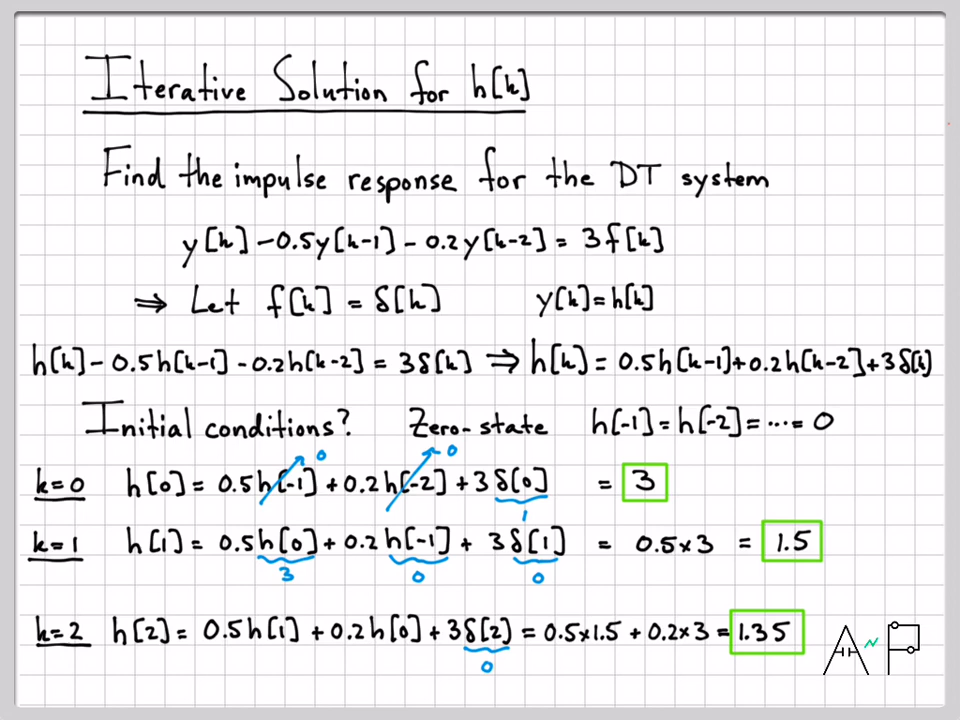 Iterative Solution for h[k]
Find the impulse response for the DT system
y[k] - 0.5y[k-1] - 0.2y[k-2] = 3f[k]
⇒ Let f[k] = δ[k] y[k] = h[k]
h[k] - 0.5h[k-1] - 0.2h[k-2] = 3δ[k] ⇒ h[k] = 0.5h[k-1] + 0.2h[k-2] + 3δ[k]
Initial conditions? Zero-state h[-1] = h[-2] = ... = 0
0 0
k=0 h[0] = 0.5h[-1] + 0.2h[-2] + 3δ[0] = 3
1
k=1 h[1] = 0.5h[0] + 0.2h[-1] + 3δ[1] = 0.5×3 = 1.5
3 0 0
k=2 h[2] = 0.5h[1] + 0.2h[0] + 3δ[2] = 0.5×1.5 + 0.2×3 = 1.35
0
A~P